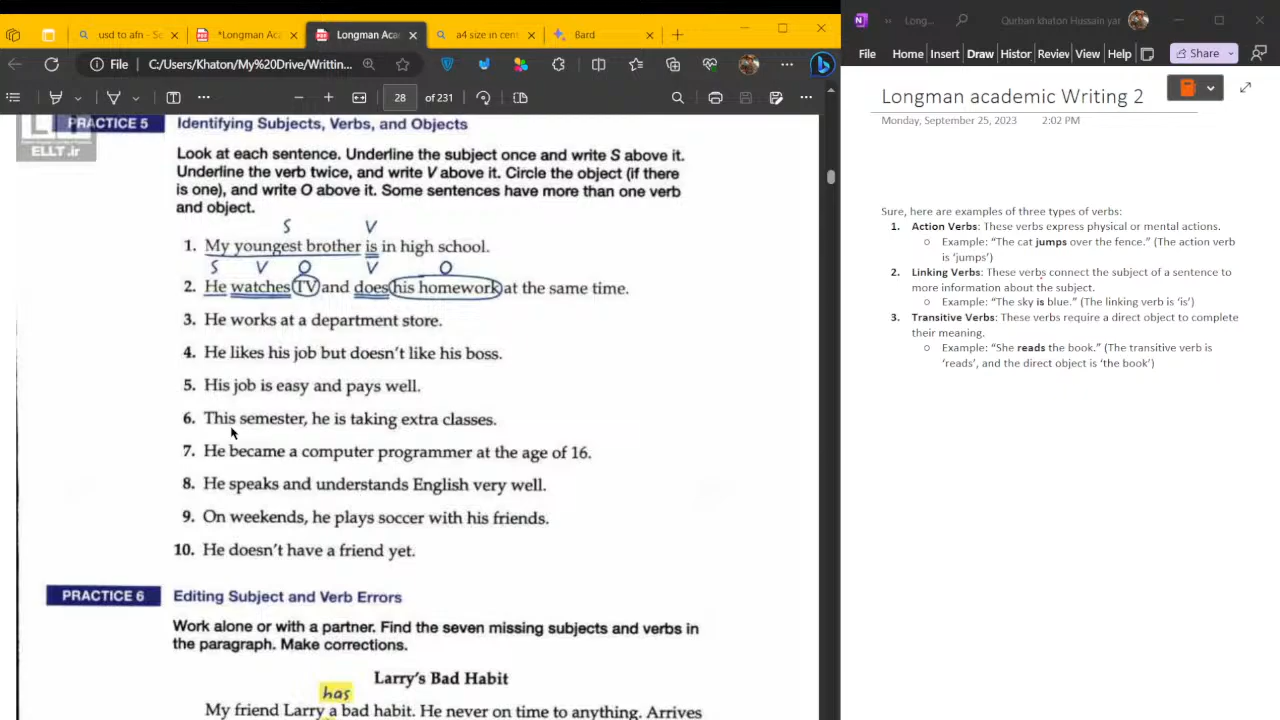 usd to afn - Se
*Longman Aca
Longman Aca
a4 size in cent
Bard
File
C:/Users/Khaton/My%20Drive/Writtin...
28
of 231
ELLT.ir
PRACTICE 5
Identifying Subjects, Verbs, and Objects
Look at each sentence. Underline the subject once and write S above it.
Underline the verb twice, and write V above it. Circle the object (if there
is one), and write O above it. Some sentences have more than one verb
and object.
S V
1. My youngest brother is in high school.
S V O V O
2. He watches TV and does his homework at the same time.
3. He works at a department store.
4. He likes his job but doesn't like his boss.
5. His job is easy and pays well.
6. This semester, he is taking extra classes.
7. He became a computer programmer at the age of 16.
8. He speaks and understands English very well.
9. On weekends, he plays soccer with his friends.
10. He doesn't have a friend yet.
PRACTICE 6
Editing Subject and Verb Errors
Work alone or with a partner. Find the seven missing subjects and verbs in
the paragraph. Make corrections.
Larry's Bad Habit
has
My friend Larry a bad habit. He never on time to anything. Arrives
Long...
Qurban khuton Hussain yar
File Home Insert Draw Histor Review View Help
Share
Longman academic Writing 2
Monday, September 25, 2023 2:02 PM
Sure, here are examples of three types of verbs:
1. Action Verbs: These verbs express physical or mental actions.
○ Example: “The cat jumps over the fence.” (The action verb
is ‘jumps’)
2. Linking Verbs: These verbs connect the subject of a sentence to
more information about the subject.
○ Example: “The sky is blue.” (The linking verb is ‘is’)
3. Transitive Verbs: These verbs require a direct object to complete
their meaning.
○ Example: “She reads the book.” (The transitive verb is
‘reads’, and the direct object is ‘the book’)